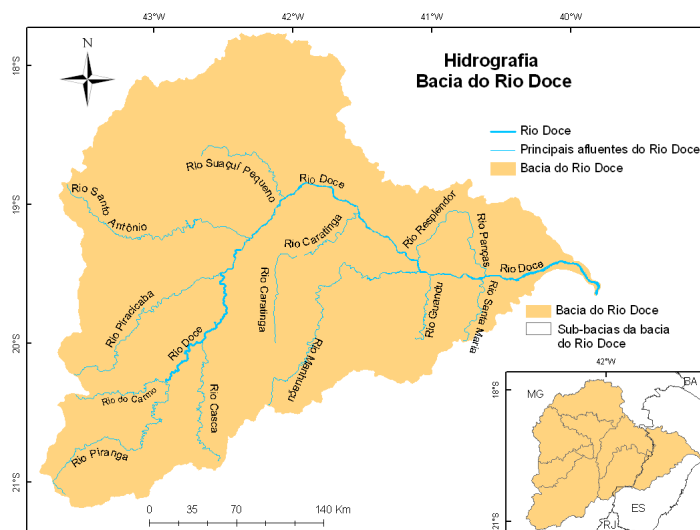 43°W 42°W 41°W 40°W
N
Hidrografia
Bacia do Rio Doce
18°S
Rio Doce
Principais afluentes do Rio Doce
Bacia do Rio Doce
Rio Suaçuí Pequeno
Rio Doce
Rio Santo Antônio
19°S
Rio Caratinga
Rio Resplendor
Rio Panças
Rio Doce
Rio Caratinga
Rio Piracicaba
Rio Guandu
Rio Santa Maria
Bacia do Rio Doce
Sub-bacias da bacia
do Rio Doce
Rio Doce
20°S
Rio Manhuaçu
Rio do Carmo
Rio Casca
Rio Piranga
21°S
0 35 70 140 Km
42°W
18°S
MG
BA
ES
RJ
21°S